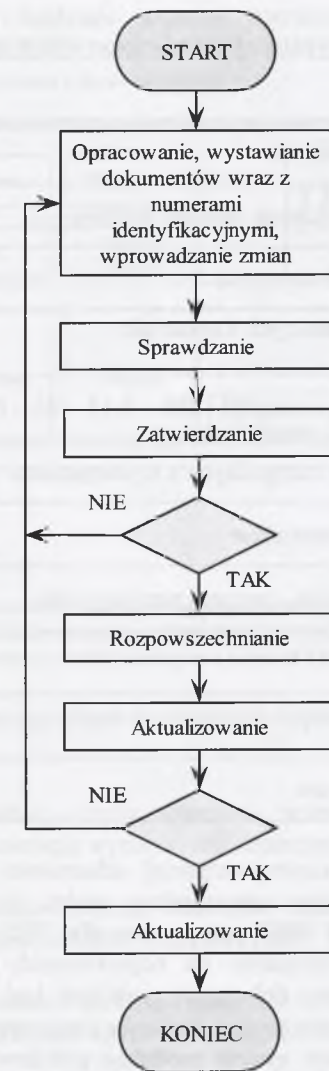 START
Opracowanie, wystawianie
dokumentów wraz z
numerami
identyfikacyjnymi,
wprowadzanie zmian
Sprawdzanie
Zatwierdzanie
NIE
TAK
Rozpowszechnianie
Aktualizowanie
NIE
TAK
Aktualizowanie
KONIEC